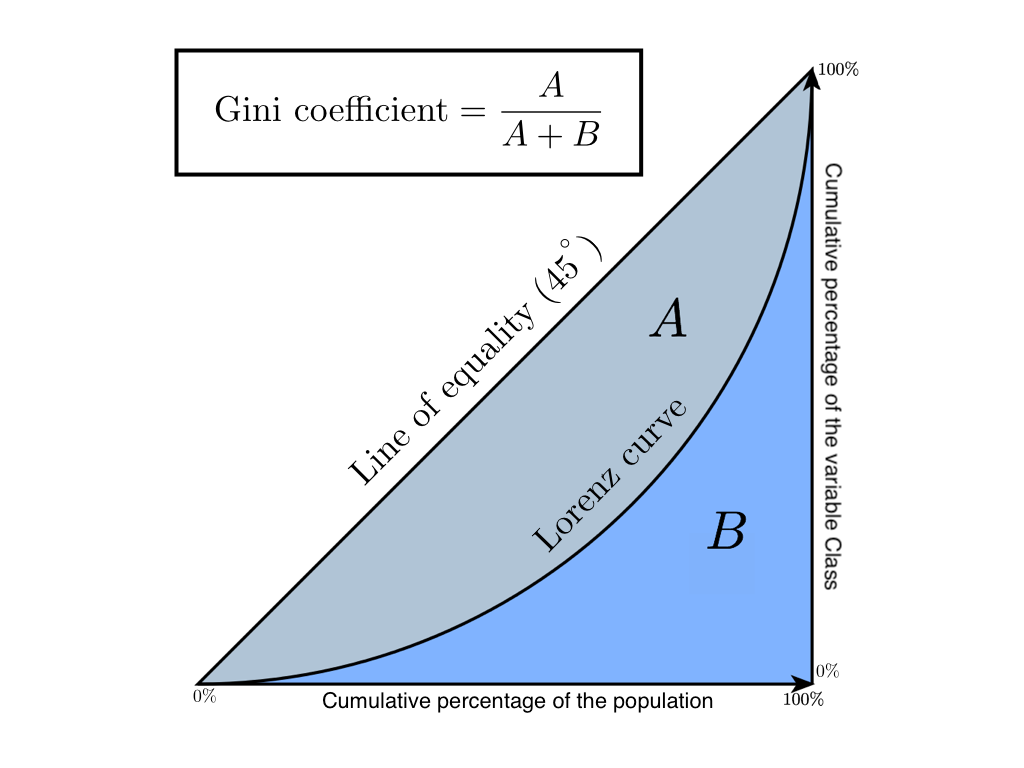 100%
Gini coefficient = A / A + B
Line of equality (45°)
A
Cumulative percentage of the variable Class
Lorenz curve
B
0%
0%
Cumulative percentage of the population
100%